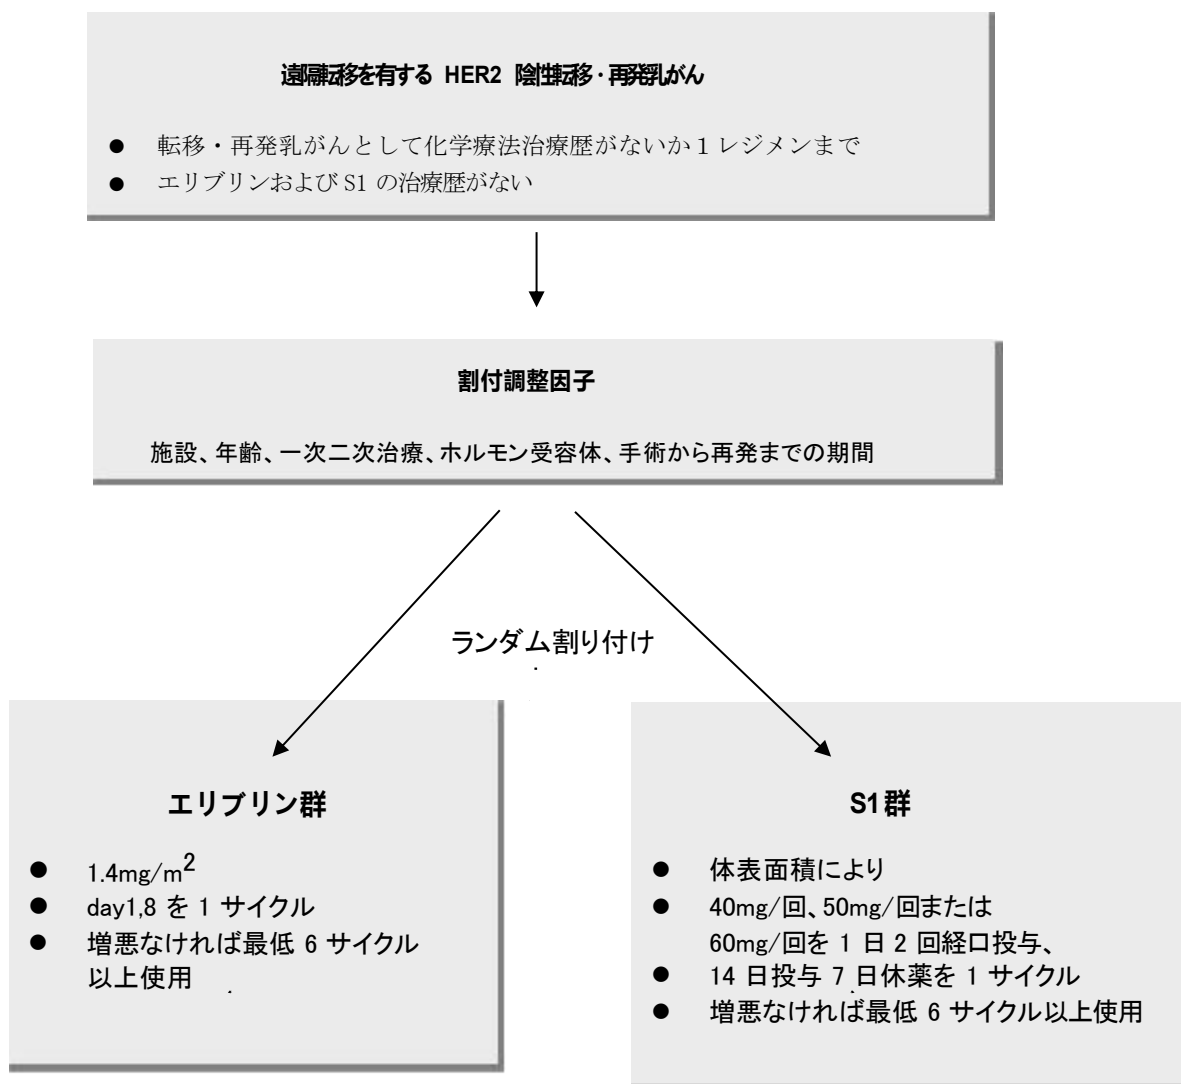 遠隔転移を有する HER2 陰性転移・再発乳がん
● 転移・再発乳がんとして化学療法治療歴がないか１レジメンまで
● エリブリンおよび S1 の治療歴がない
割付調整因子
施設、年齢、一次二次治療、ホルモン受容体、手術から再発までの期間
ランダム割り付け
エリブリン群
● 1.4mg/m2
● day1,8 を 1 サイクル
● 増悪なければ最低 6 サイクル
以上使用
S1 群
● 体表面積により
● 40mg/回、50mg/回または
60mg/回を 1 日 2 回経口投与、
● 14 日投与 7 日休薬を 1 サイクル
● 増悪なければ最低 6 サイクル以上使用